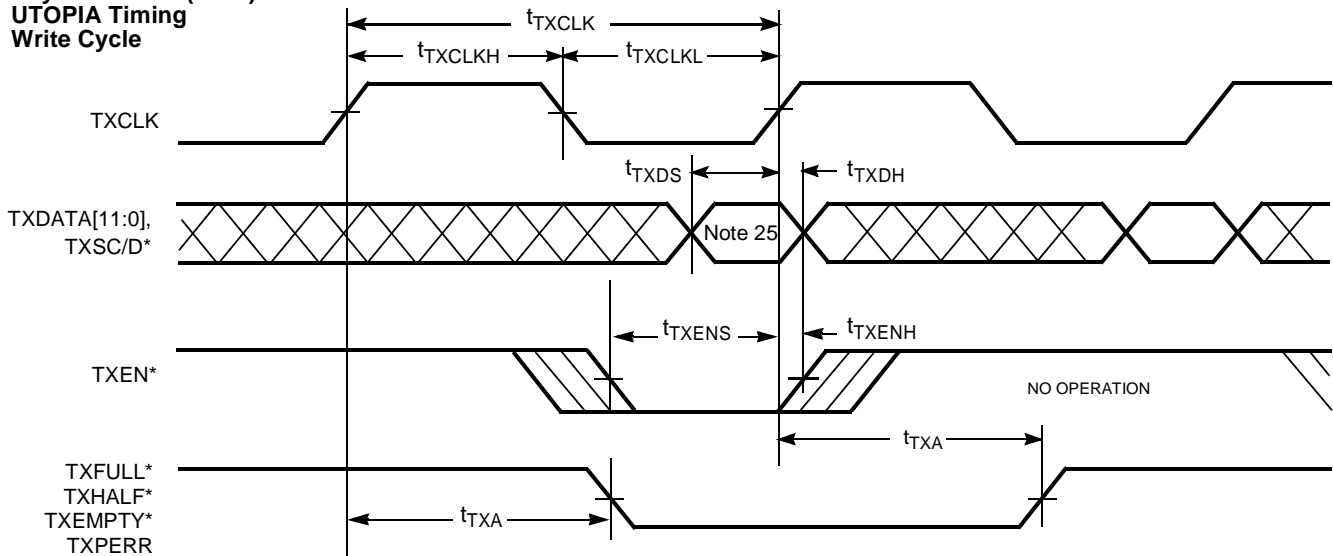 UTOPIA Timing
Write Cycle
tTXCLK
tTXCLKH
tTXCLKL
TXCLK
tTXDS
tTXDH
TXDATA[11:0],
TXSC/D*
Note 25
tTXENS
tTXENH
TXEN*
NO OPERATION
tTXA
TXFULL*
TXHALF*
TXEMPTY*
TXPERR
tTXA